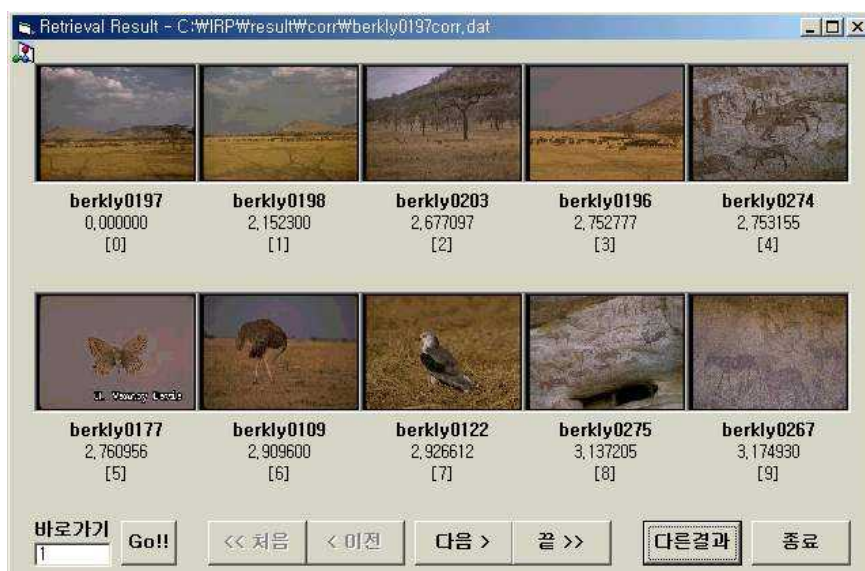 Retrieval Result - C:₩IRP₩result₩corr₩berkly0197corr.dat
berkly0197 berkly0198 berkly0203 berkly0196 berkly0274
0,000000 2,152300 2,677097 2,752777 2,753155
[0] [1] [2] [3] [4]
berkly0177 berkly0109 berkly0122 berkly0275 berkly0267
2,760956 2,909600 2,926612 3,137205 3,174930
[5] [6] [7] [8] [9]
바로가기
1 Go!! << 처음 < 이전 다음 > 끝 >> 다른결과 종료